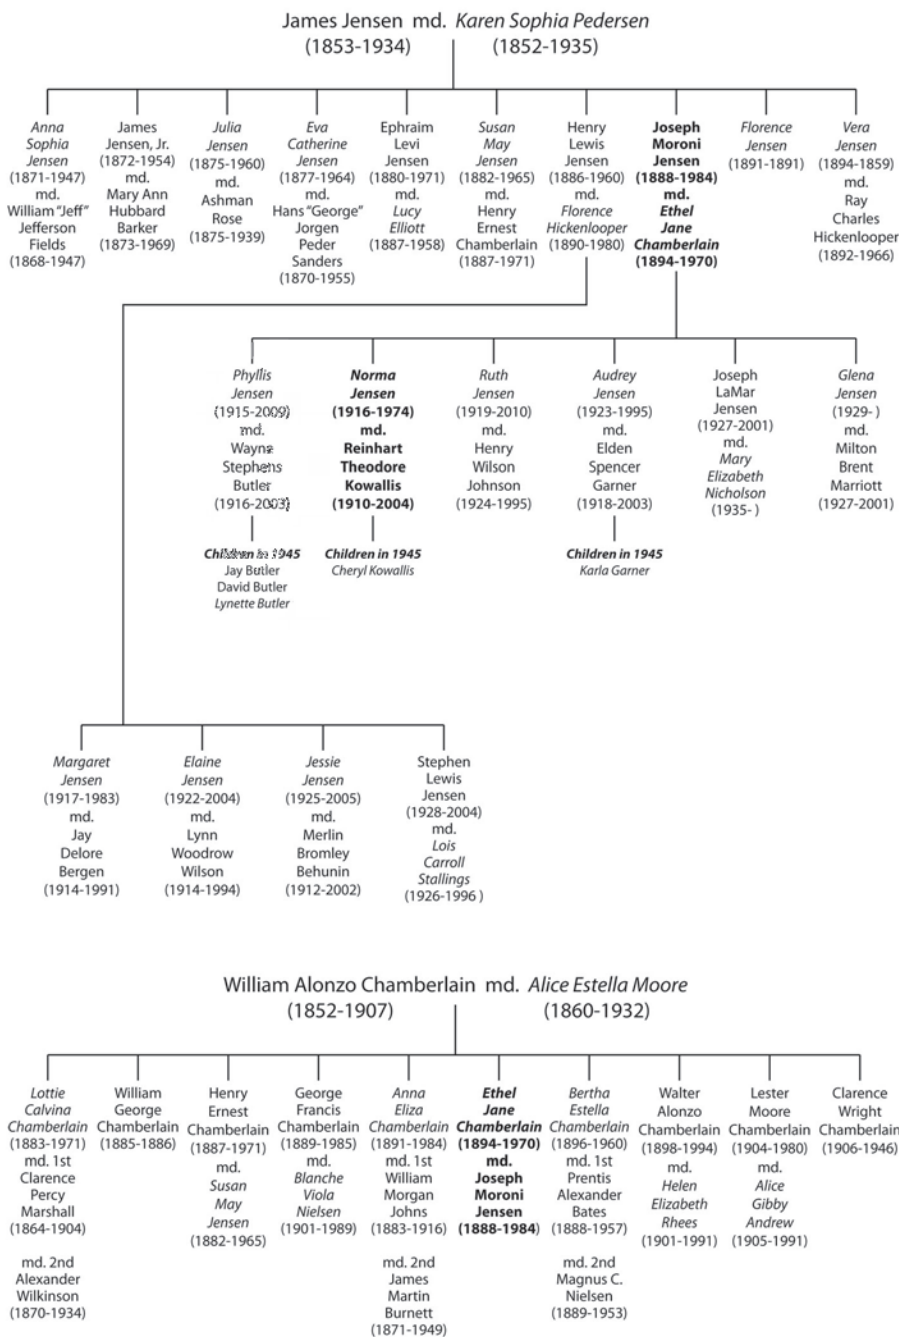 James Jensen md. Karen Sophia Pedersen
(1853-1934) (1852-1935)
Anna
Sophia
Jensen
(1871-1947)
md.
William "Jeff"
Jefferson
Fields
(1868-1947)
James
Jensen, Jr.
(1872-1954)
md.
Mary Ann
Hubbard
Barker
(1873-1969)
Julia
Jensen
(1875-1960)
md.
Ashman
Rose
(1875-1939)
Eva
Catherine
Jensen
(1877-1964)
md.
Hans "George"
Jorgen
Peder
Sanders
(1870-1955)
Ephraim
Levi
Jensen
(1880-1971)
md.
Lucy
Elliott
(1887-1958)
Susan
May
Jensen
(1882-1965)
md.
Henry
Ernest
Chamberlain
(1887-1971)
Henry
Lewis
Jensen
(1886-1960)
md.
Florence
Hickenlooper
(1890-1980)
Joseph
Moroni
Jensen
(1888-1984)
md.
Ethel
Jane
Chamberlain
(1894-1970)
Florence
Jensen
(1891-1891)
Vera
Jensen
(1894-1859)
md.
Ray
Charles
Hickenlooper
(1892-1966)
Phyllis
Jensen
(1915-2009)
md.
Wayne
Stephens
Butler
(1916-2003)
Children in 1945
Jay Butler
David Butler
Lynette Butler
Norma
Jensen
(1916-1974)
md.
Reinhart
Theodore
Kowallis
(1910-2004)
Children in 1945
Cheryl Kowallis
Ruth
Jensen
(1919-2010)
md.
Henry
Wilson
Johnson
(1924-1995)
Audrey
Jensen
(1923-1995)
md.
Elden
Spencer
Garner
(1918-2003)
Children in 1945
Karla Garner
Joseph
LaMar
Jensen
(1927-2001)
md.
Mary
Elizabeth
Nicholson
(1935- )
Glena
Jensen
(1929- )
md.
Milton
Brent
Marriott
(1927-2001)
Margaret
Jensen
(1917-1983)
md.
Jay
Delore
Bergen
(1914-1991)
Elaine
Jensen
(1922-2004)
md.
Lynn
Woodrow
Wilson
(1914-1994)
Jessie
Jensen
(1925-2005)
md.
Merlin
Bromley
Behunin
(1912-2002)
Stephen
Lewis
Jensen
(1928-2004)
md.
Lois
Carroll
Stallings
(1926-1996 )
William Alonzo Chamberlain md. Alice Estella Moore
(1852-1907) (1860-1932)
Lottie
Calvina
Chamberlain
(1883-1971)
md. 1st
Clarence
Percy
Marshall
(1864-1904)
md. 2nd
Alexander
Wilkinson
(1870-1934)
William
George
Chamberlain
(1885-1886)
Henry
Ernest
Chamberlain
(1887-1971)
md.
Susan
May
Jensen
(1882-1965)
George
Francis
Chamberlain
(1889-1985)
md.
Blanche
Viola
Nielsen
(1901-1989)
Anna
Eliza
Chamberlain
(1891-1984)
md. 1st
William
Morgan
Johns
(1883-1916)
md. 2nd
James
Martin
Burnett
(1871-1949)
Ethel
Jane
Chamberlain
(1894-1970)
md.
Joseph
Moroni
Jensen
(1888-1984)
Bertha
Estella
Chamberlain
(1896-1960)
md. 1st
Prentis
Alexander
Bates
(1888-1957)
md. 2nd
Magnus C.
Nielsen
(1889-1953)
Walter
Alonzo
Chamberlain
(1898-1994)
md.
Helen
Elizabeth
Rhees
(1901-1991)
Lester
Moore
Chamberlain
(1904-1980)
md.
Alice
Gibby
Andrew
(1905-1991)
Clarence
Wright
Chamberlain
(1906-1946)